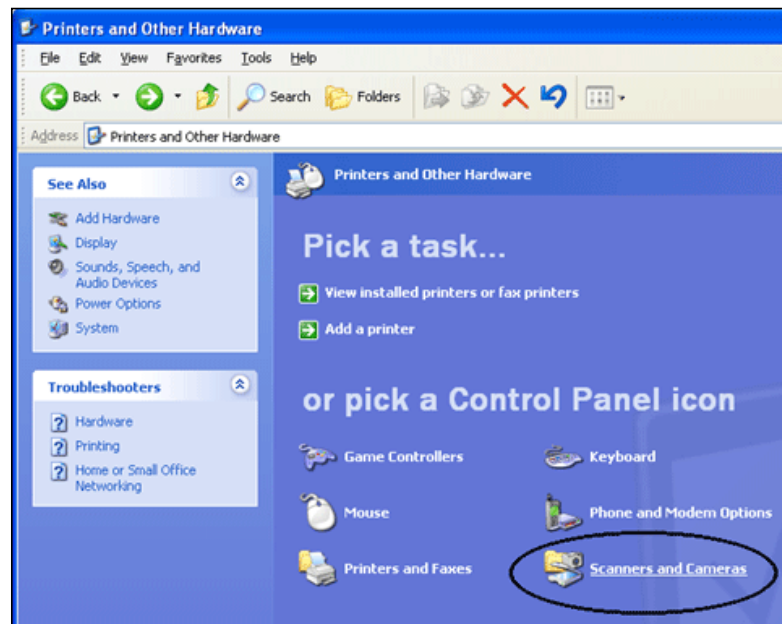 Printers and Other Hardware
File Edit View Favorites Tools Help
Back Search Folders
Address Printers and Other Hardware
See Also
Add Hardware
Display
Sounds, Speech, and
Audio Devices
Power Options
System
Troubleshooters
Hardware
Printing
Home or Small Office
Networking
Printers and Other Hardware
Pick a task...
View installed printers or fax printers
Add a printer
or pick a Control Panel icon
Game Controllers Keyboard
Mouse Phone and Modem Options
Printers and Faxes Scanners and Cameras